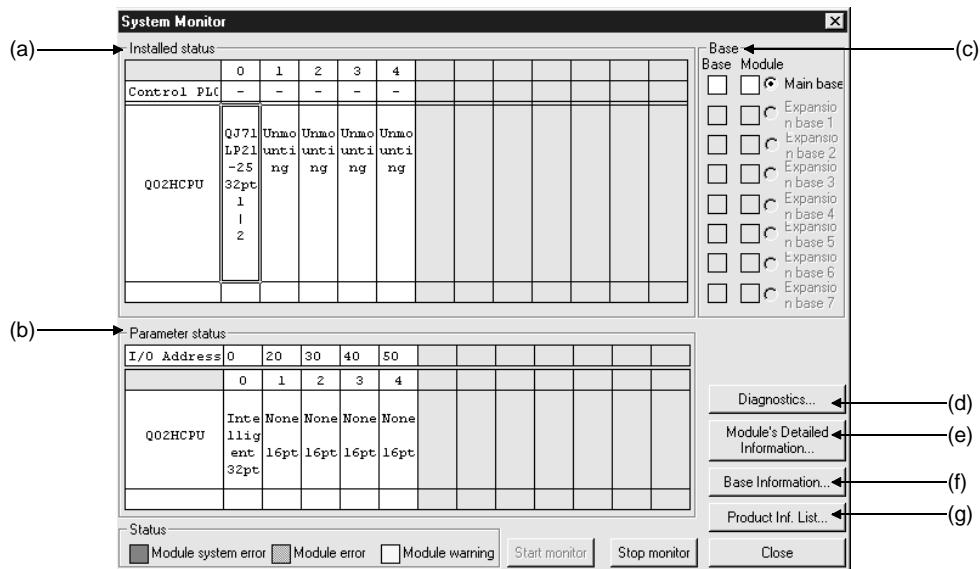 System Monitor
(a)
Installed status
0 1 2 3 4
Control PL(
- - - - -
Q02HCPU
QJ71
LP21
-25
32pt
1
|
2
Unmo
unti
ng
Unmo
unti
ng
Unmo
unti
ng
Unmo
unti
ng
Base
(c)
Base Module
Main base
Expansio
n base 1
Expansio
n base 2
Expansio
n base 3
Expansio
n base 4
Expansio
n base 5
Expansio
n base 6
Expansio
n base 7
(b)
Parameter status
I/O Address 0 20 30 40 50
0 1 2 3 4
Q02HCPU
Inte
llig
ent
32pt
None
16pt
None
16pt
None
16pt
None
16pt
Diagnostics...
(d)
Module's Detailed
Information...
(e)
Base Information...
(f)
Product Inf. List...
(g)
Status
Module system error Module error Module warning
Start monitor
Stop monitor
Close